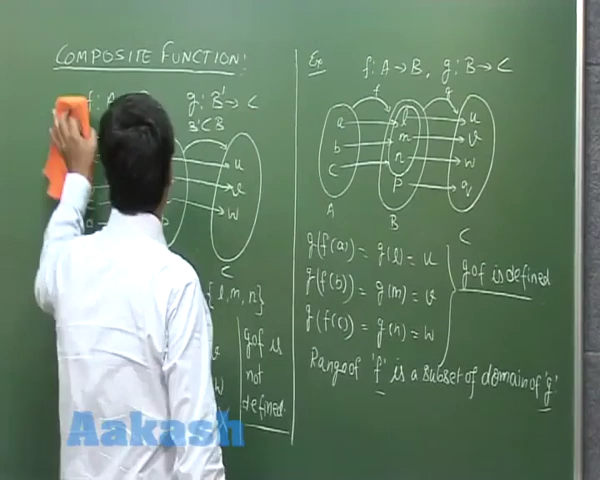 COMPOSITE FUNCTION:
f: A
g: B' → C
B'⊂B
u
v
w
C
{l, m, n}
v
w
gof is
not
defined.
Ex
f: A → B, g: B → C
f
g
a
b
c
A
l
m
n
p
B
u
v
w
q
C
g(f(a)) = g(l) = u
g(f(b)) = g(m) = v
g(f(c)) = g(n) = w
gof is defined
Range of 'f' is a subset of domain of 'g'
Aakash